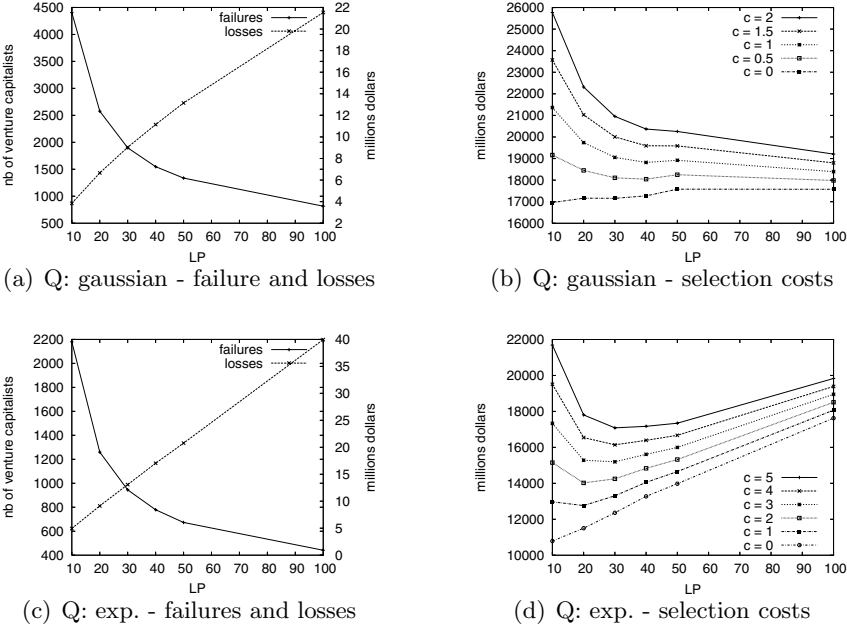 4500
4000
3500
3000
2500
2000
1500
1000
500
nb of venture capitalists
failures
losses
22
20
18
16
14
12
10
8
6
4
2
millions dollars
10 20 30 40 50 60 70 80 90 100
LP
(a) Q: gaussian - failure and losses
26000
25000
24000
23000
22000
21000
20000
19000
18000
17000
16000
millions dollars
c = 2
c = 1.5
c = 1
c = 0.5
c = 0
10 20 30 40 50 60 70 80 90 100
LP
(b) Q: gaussian - selection costs
2200
2000
1800
1600
1400
1200
1000
800
600
400
nb of venture capitalists
failures
losses
40
35
30
25
20
15
10
5
0
millions dollars
10 20 30 40 50 60 70 80 90 100
LP
(c) Q: exp. - failures and losses
22000
20000
18000
16000
14000
12000
10000
millions dollars
c = 5
c = 4
c = 3
c = 2
c = 1
c = 0
10 20 30 40 50 60 70 80 90 100
LP
(d) Q: exp. - selection costs